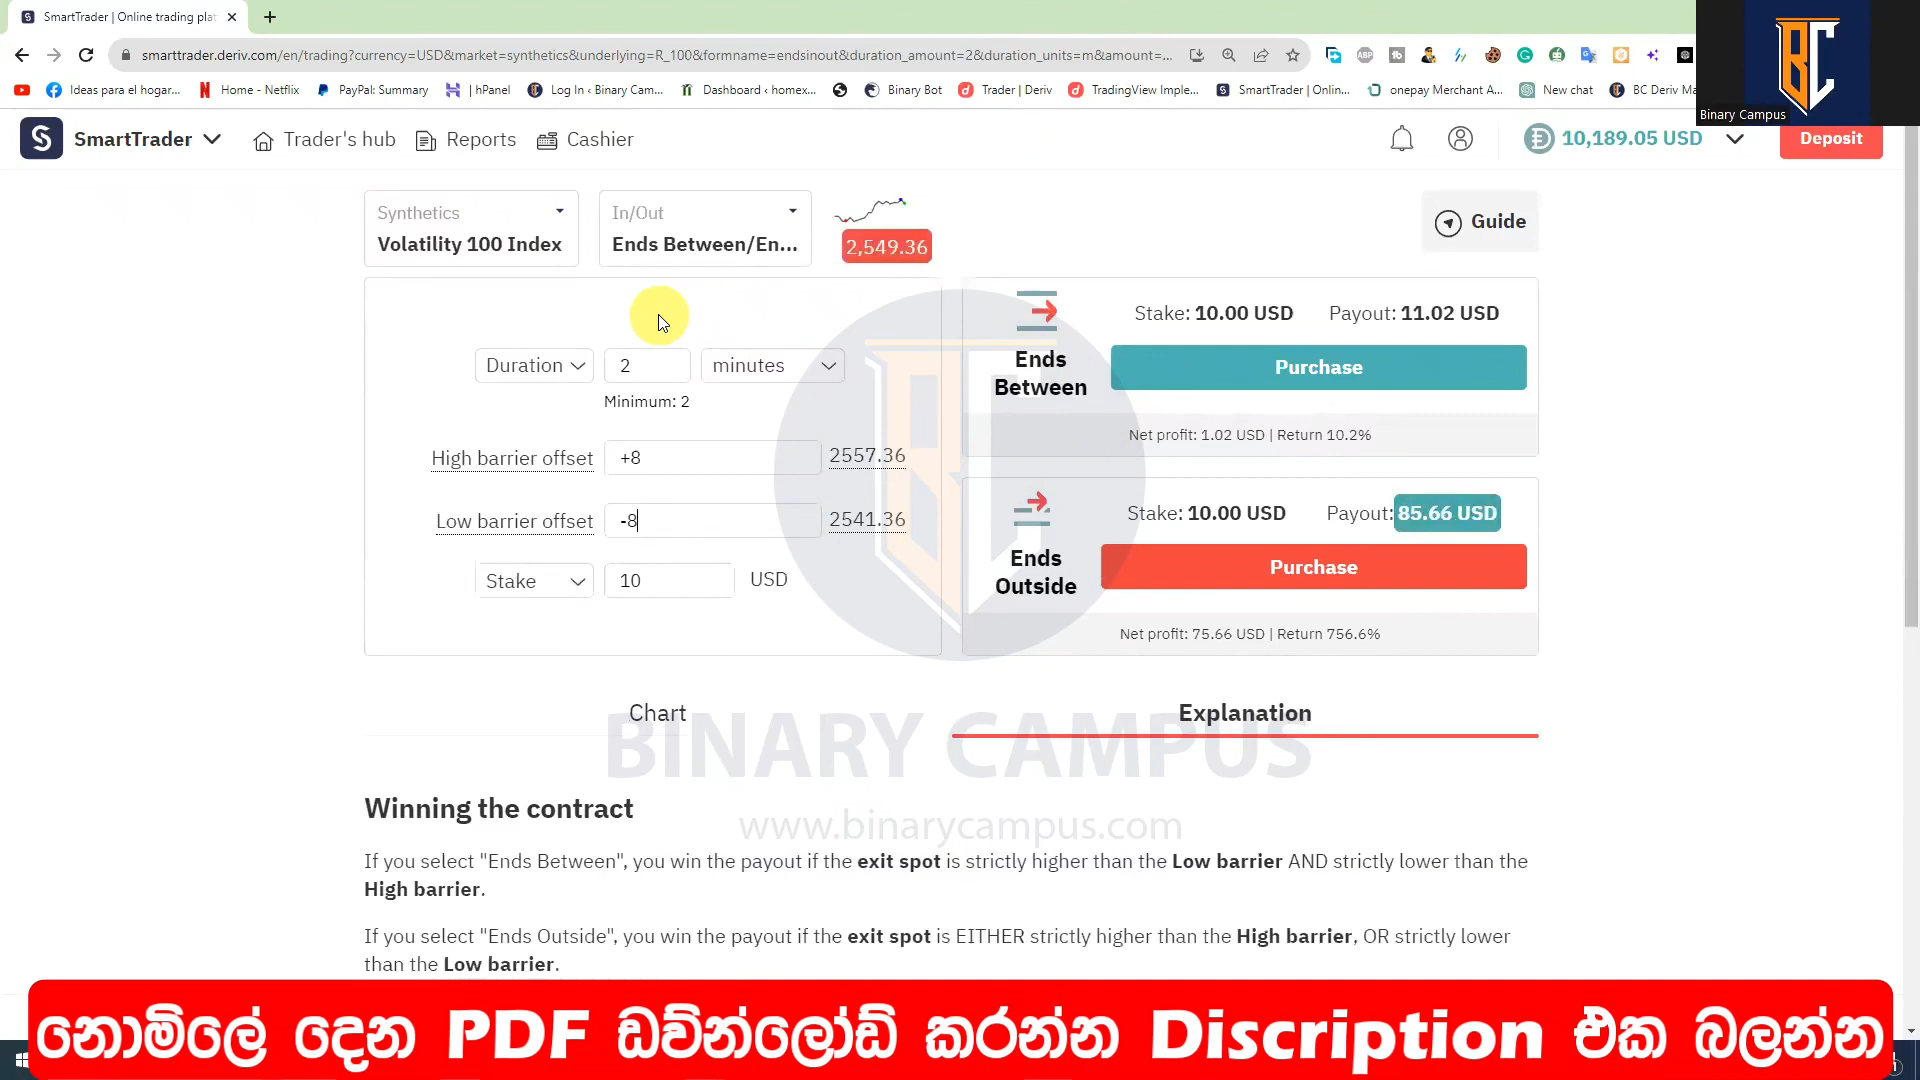 SmartTrader | Online trading plat
smarttrader.deriv.com/en/trading?currency=USD&market=synthetics&underlying=R_100&formname=endsinout&duration_amount=2&duration_units=m&amount=...
Ideas para el hogar... Home - Netflix PayPal: Summary | hPanel Log In ‹ Binary Cam... Dashboard ‹ homex... Binary Bot Trader | Deriv TradingView Imple... SmartTrader | Onlin... onepay Merchant A... New chat BC Deriv Ma
Binary Campus
SmartTrader Trader's hub Reports Cashier 10,189.05 USD Deposit
Synthetics
Volatility 100 Index
In/Out
Ends Between/En...
2,549.36
Guide
Duration 2 minutes
Minimum: 2
High barrier offset +8 2557.36
Low barrier offset -8 2541.36
Stake 10 USD
Ends Between
Stake: 10.00 USD Payout: 11.02 USD
Purchase
Net profit: 1.02 USD | Return 10.2%
Ends Outside
Stake: 10.00 USD Payout: 85.66 USD
Purchase
Net profit: 75.66 USD | Return 756.6%
Chart Explanation
BINARY CAMPUS
www.binarycampus.com
Winning the contract
If you select "Ends Between", you win the payout if the exit spot is strictly higher than the Low barrier AND strictly lower than the
High barrier.
If you select "Ends Outside", you win the payout if the exit spot is EITHER strictly higher than the High barrier, OR strictly lower
than the Low barrier.
නොමිලේ දෙන PDF ඩව්න්ලෝඩ් කරන්න Discription එක බලන්න